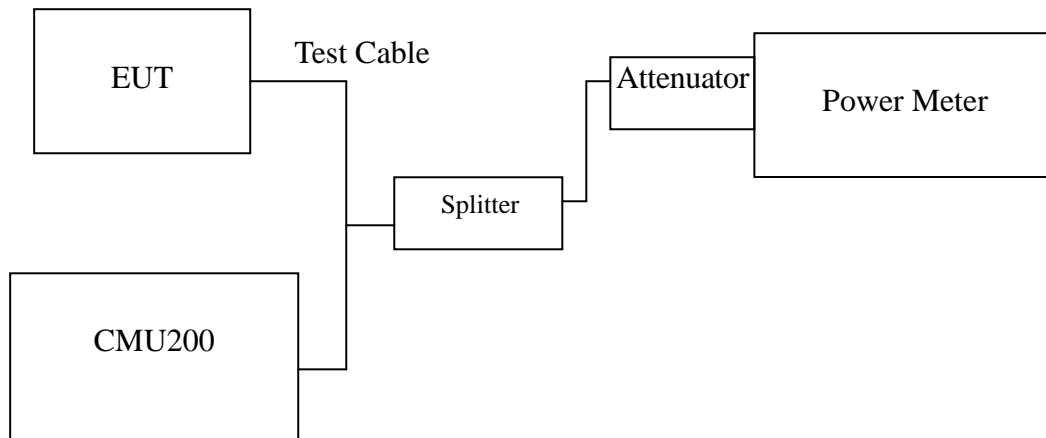 EUT
Test Cable
Attenuator
Power Meter
Splitter
CMU200